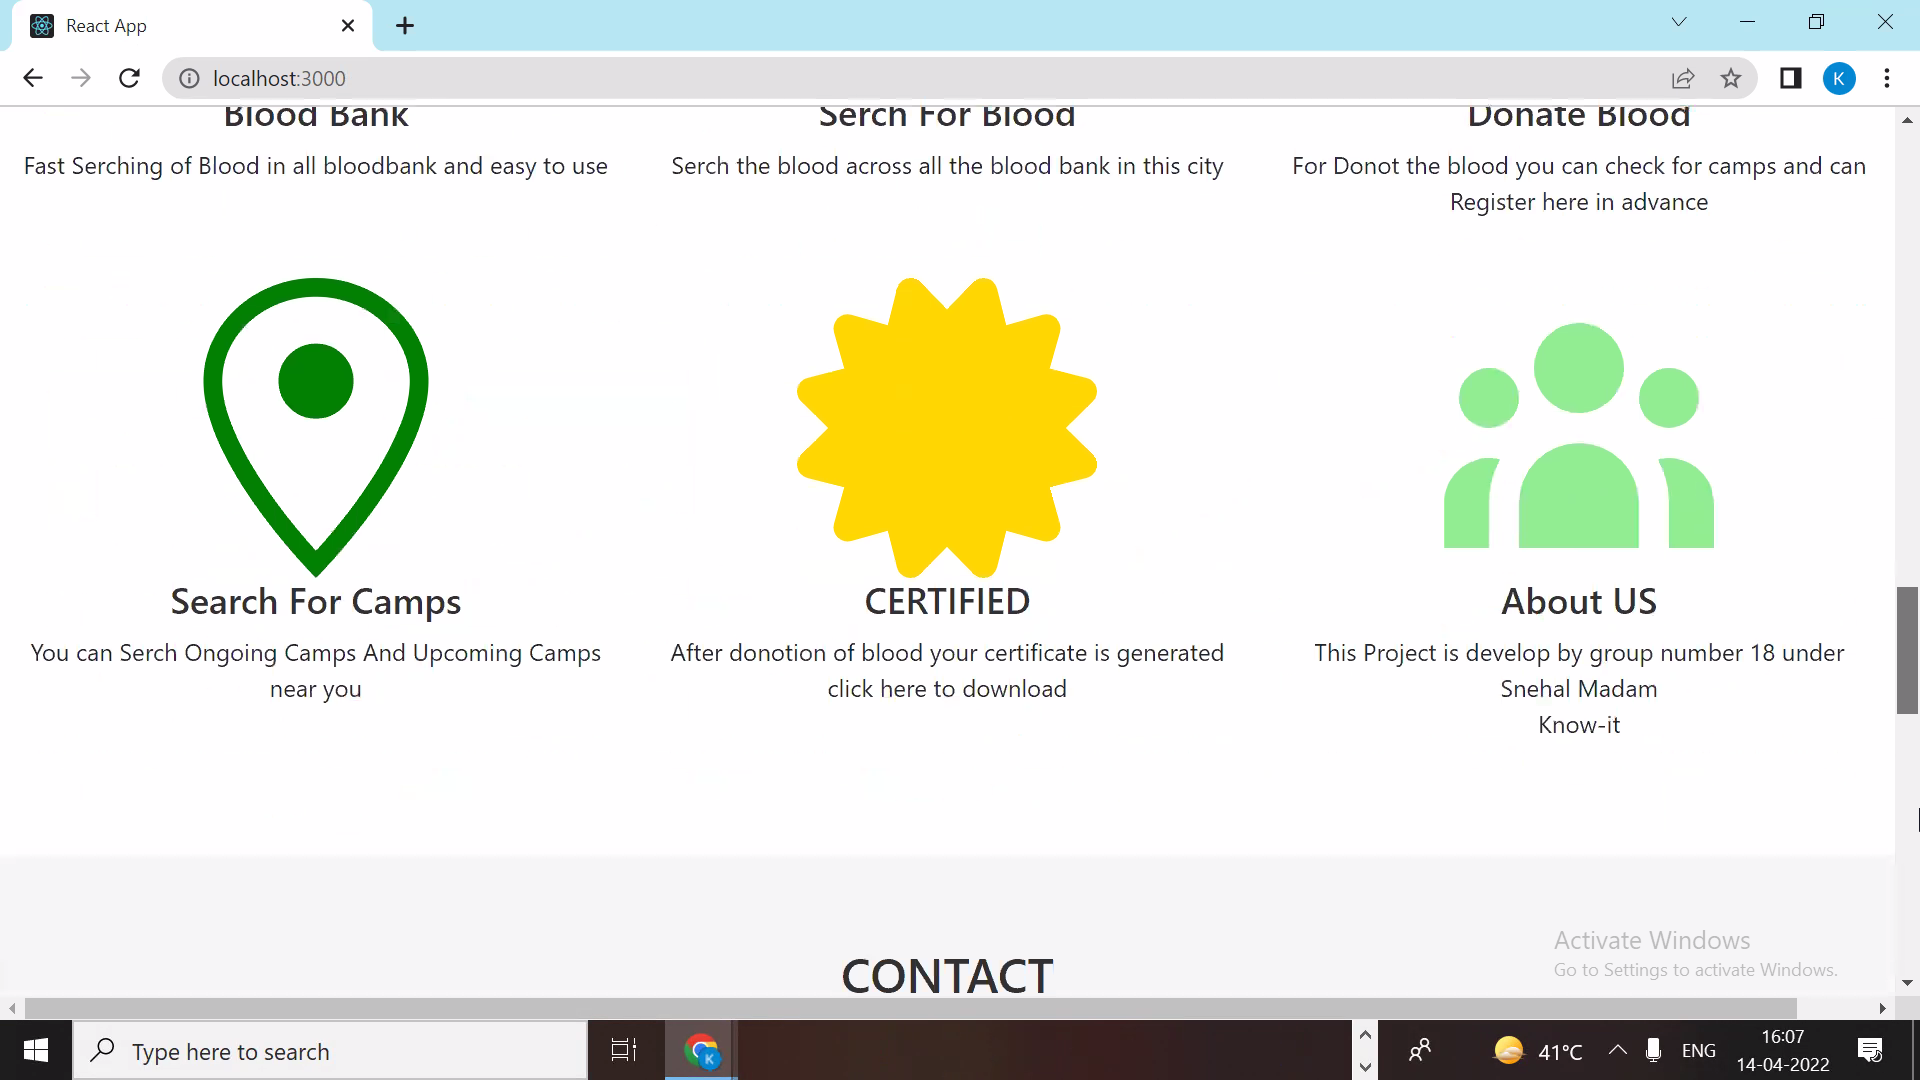 React App
localhost:3000
K
Blood Bank
Serch For Blood
Donate Blood
Fast Serching of Blood in all bloodbank and easy to use
Serch the blood across all the blood bank in this city
For Donot the blood you can check for camps and can
Register here in advance
Search For Camps
CERTIFIED
About US
You can Serch Ongoing Camps And Upcoming Camps
near you
After donotion of blood your certificate is generated
click here to download
This Project is develop by group number 18 under
Snehal Madam
Know-it
CONTACT
Activate Windows
Go to Settings to activate Windows.
Type here to search
K
41°C
ENG
16:07
14-04-2022